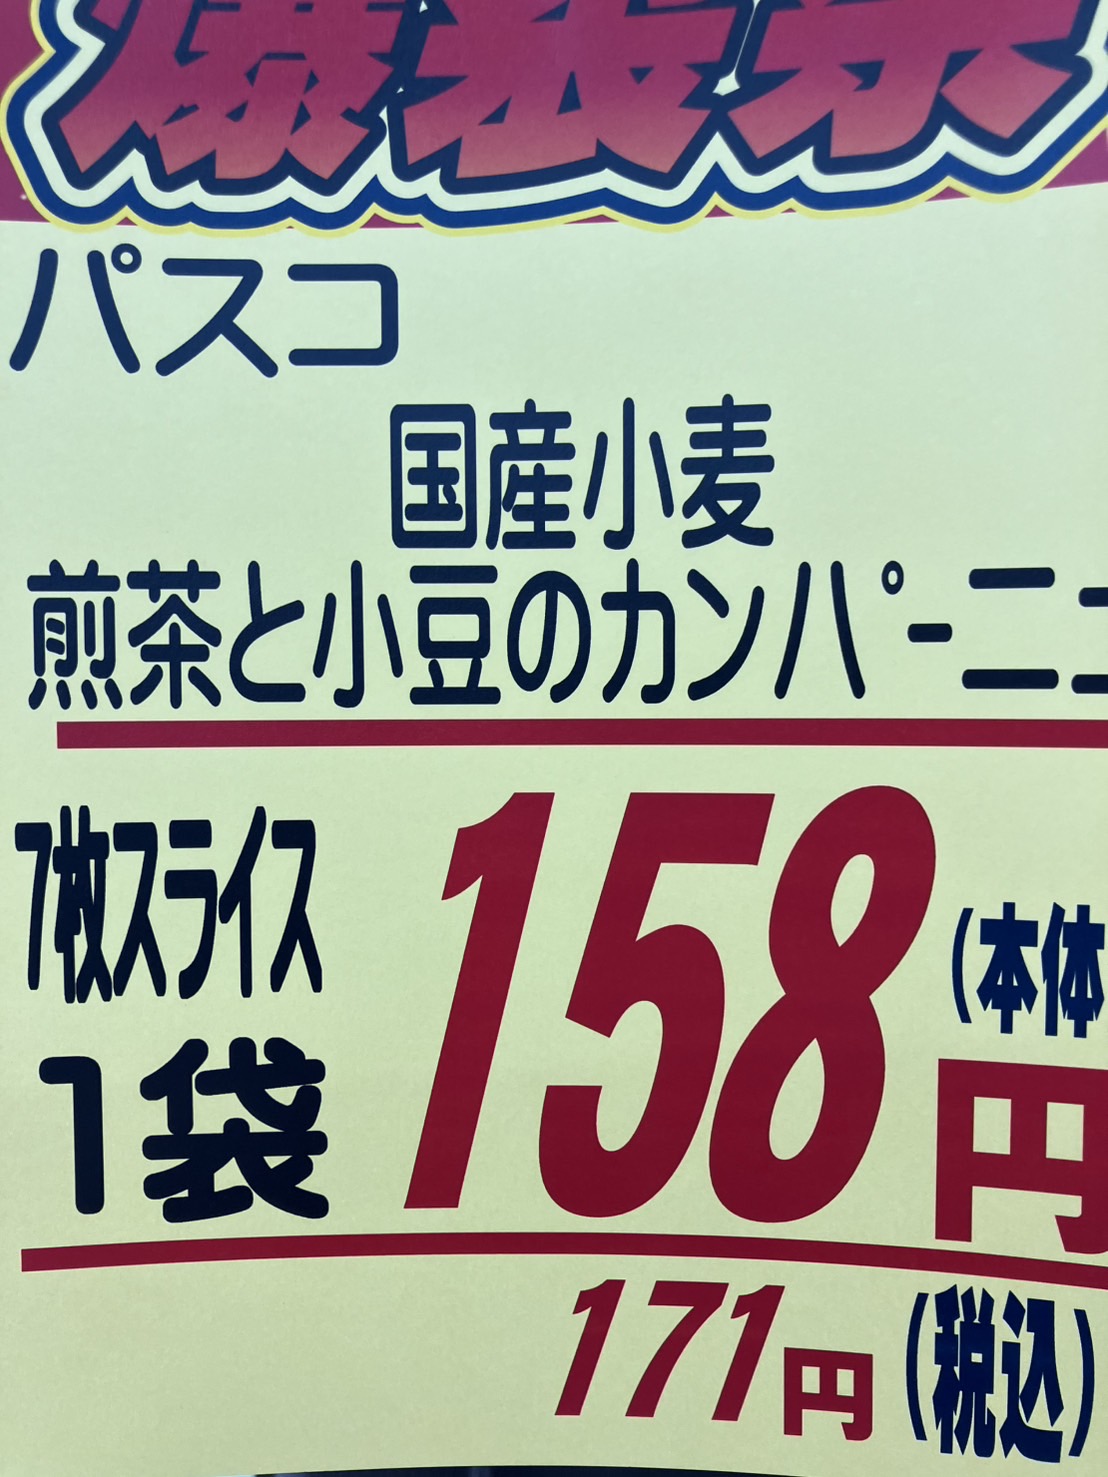 パスコ
国産小麦
煎茶と小豆のカンパーニュ
7枚スライス
1袋
158
(本体
円
171円(税込)